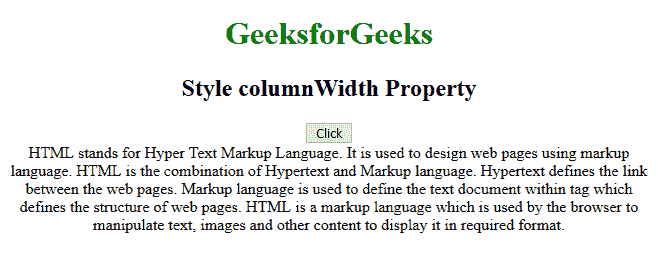 GeeksforGeeks
Style columnWidth Property
Click
HTML stands for Hyper Text Markup Language. It is used to design web pages using markup
language. HTML is the combination of Hypertext and Markup language. Hypertext defines the link
between the web pages. Markup language is used to define the text document within tag which
defines the structure of web pages. HTML is a markup language which is used by the browser to
manipulate text, images and other content to display it in required format.